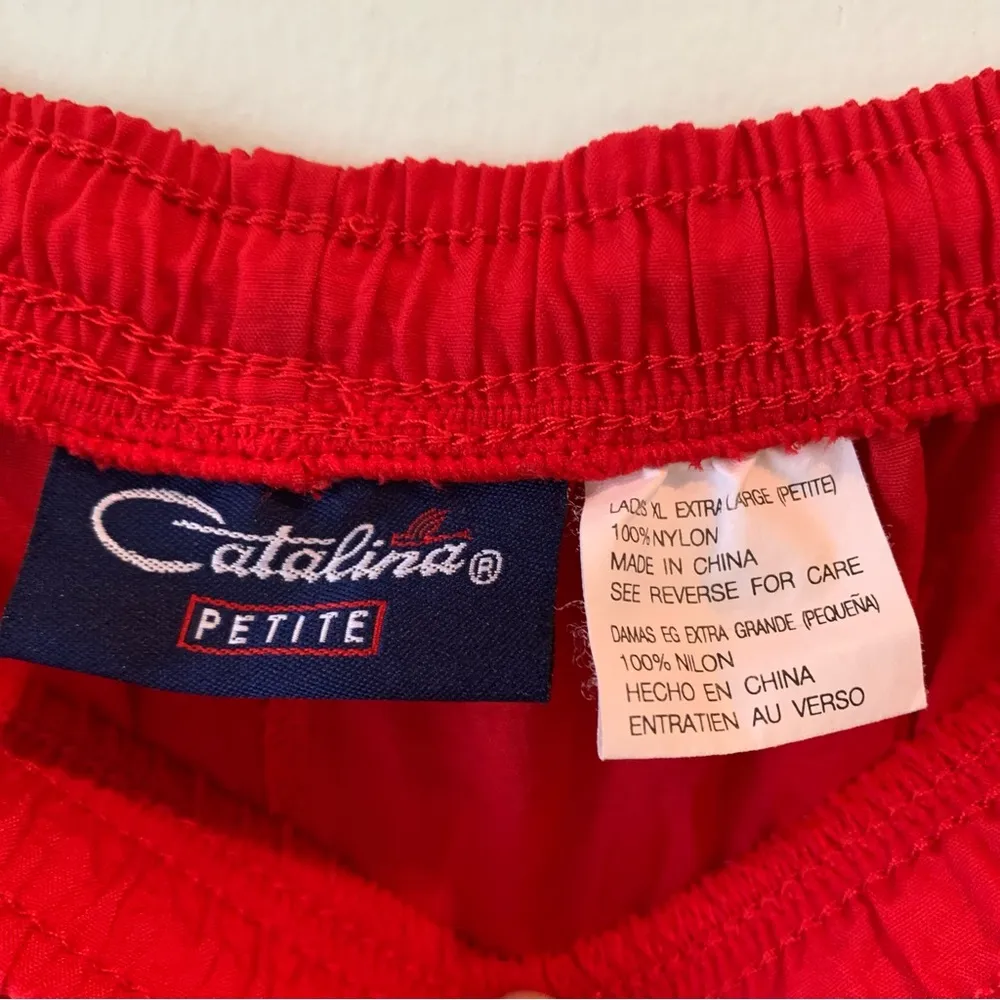 Catalina®
PETITE
LADIS XL EXTRA LARGE (PETITE)
100% NYLON
MADE IN CHINA
SEE REVERSE FOR CARE
DAMAS EG EXTRA GRANDE (PEQUEÑA)
100% NILON
HECHO EN CHINA
ENTRATIEN AU VERSO